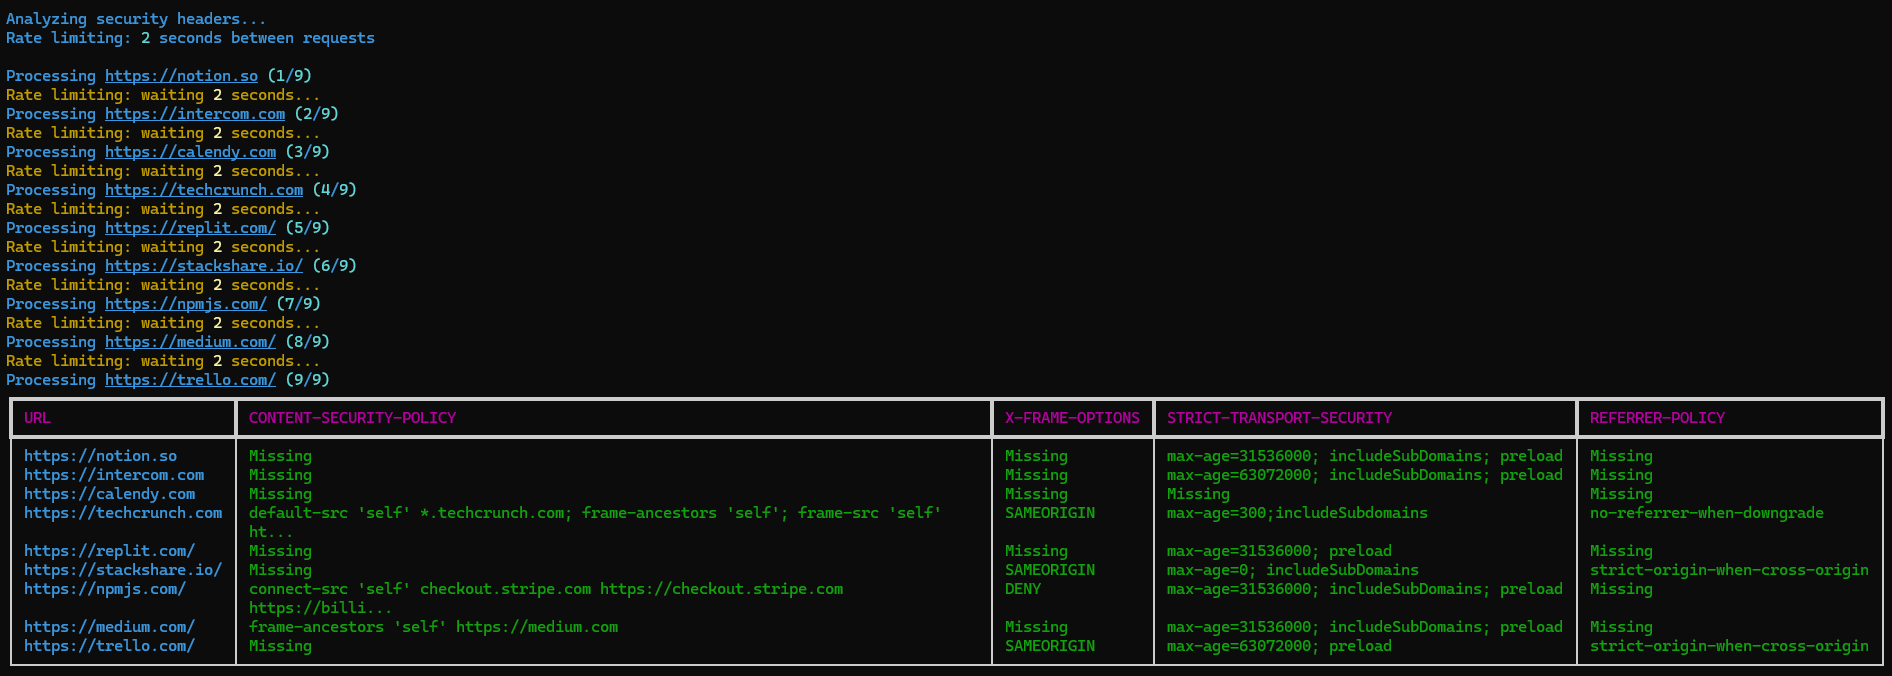 Analyzing security headers...
Rate limiting: 2 seconds between requests
Processing https://notion.so (1/9)
Rate limiting: waiting 2 seconds...
Processing https://intercom.com (2/9)
Rate limiting: waiting 2 seconds...
Processing https://calendy.com (3/9)
Rate limiting: waiting 2 seconds...
Processing https://techcrunch.com (4/9)
Rate limiting: waiting 2 seconds...
Processing https://replit.com/ (5/9)
Rate limiting: waiting 2 seconds...
Processing https://stackshare.io/ (6/9)
Rate limiting: waiting 2 seconds...
Processing https://npmjs.com/ (7/9)
Rate limiting: waiting 2 seconds...
Processing https://medium.com/ (8/9)
Rate limiting: waiting 2 seconds...
Processing https://trello.com/ (9/9)
URL CONTENT-SECURITY-POLICY X-FRAME-OPTIONS STRICT-TRANSPORT-SECURITY REFERRER-POLICY
https://notion.so Missing Missing max-age=31536000; includeSubDomains; preload Missing
https://intercom.com Missing Missing max-age=63072000; includeSubDomains; preload Missing
https://calendy.com Missing Missing Missing Missing
https://techcrunch.com default-src 'self' *.techcrunch.com; frame-ancestors 'self'; frame-src 'self' SAMEORIGIN max-age=300;includeSubdomains no-referrer-when-downgrade
ht...
https://replit.com/ Missing Missing max-age=31536000; preload Missing
https://stackshare.io/ Missing SAMEORIGIN max-age=0; includeSubDomains strict-origin-when-cross-origin
https://npmjs.com/ connect-src 'self' checkout.stripe.com https://checkout.stripe.com DENY max-age=31536000; includeSubDomains; preload Missing
https://billi...
https://medium.com/ frame-ancestors 'self' https://medium.com Missing max-age=31536000; includeSubDomains; preload Missing
https://trello.com/ Missing SAMEORIGIN max-age=63072000; preload strict-origin-when-cross-origin